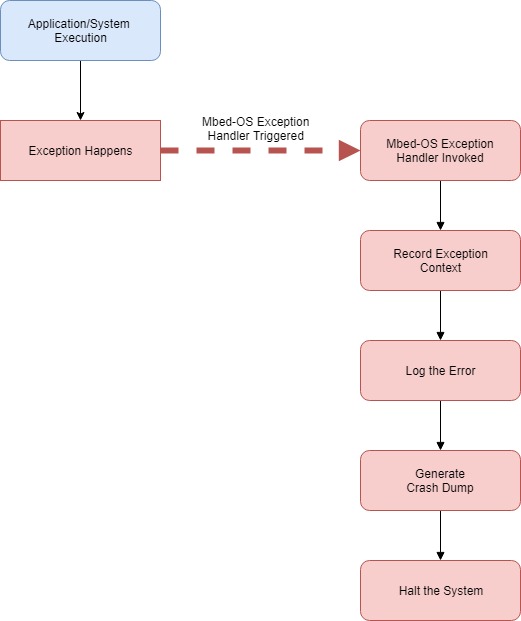 Application/System
Execution
Exception Happens
Mbed-OS Exception
Handler Triggered
Mbed-OS Exception
Handler Invoked
Record Exception
Context
Log the Error
Generate
Crash Dump
Halt the System